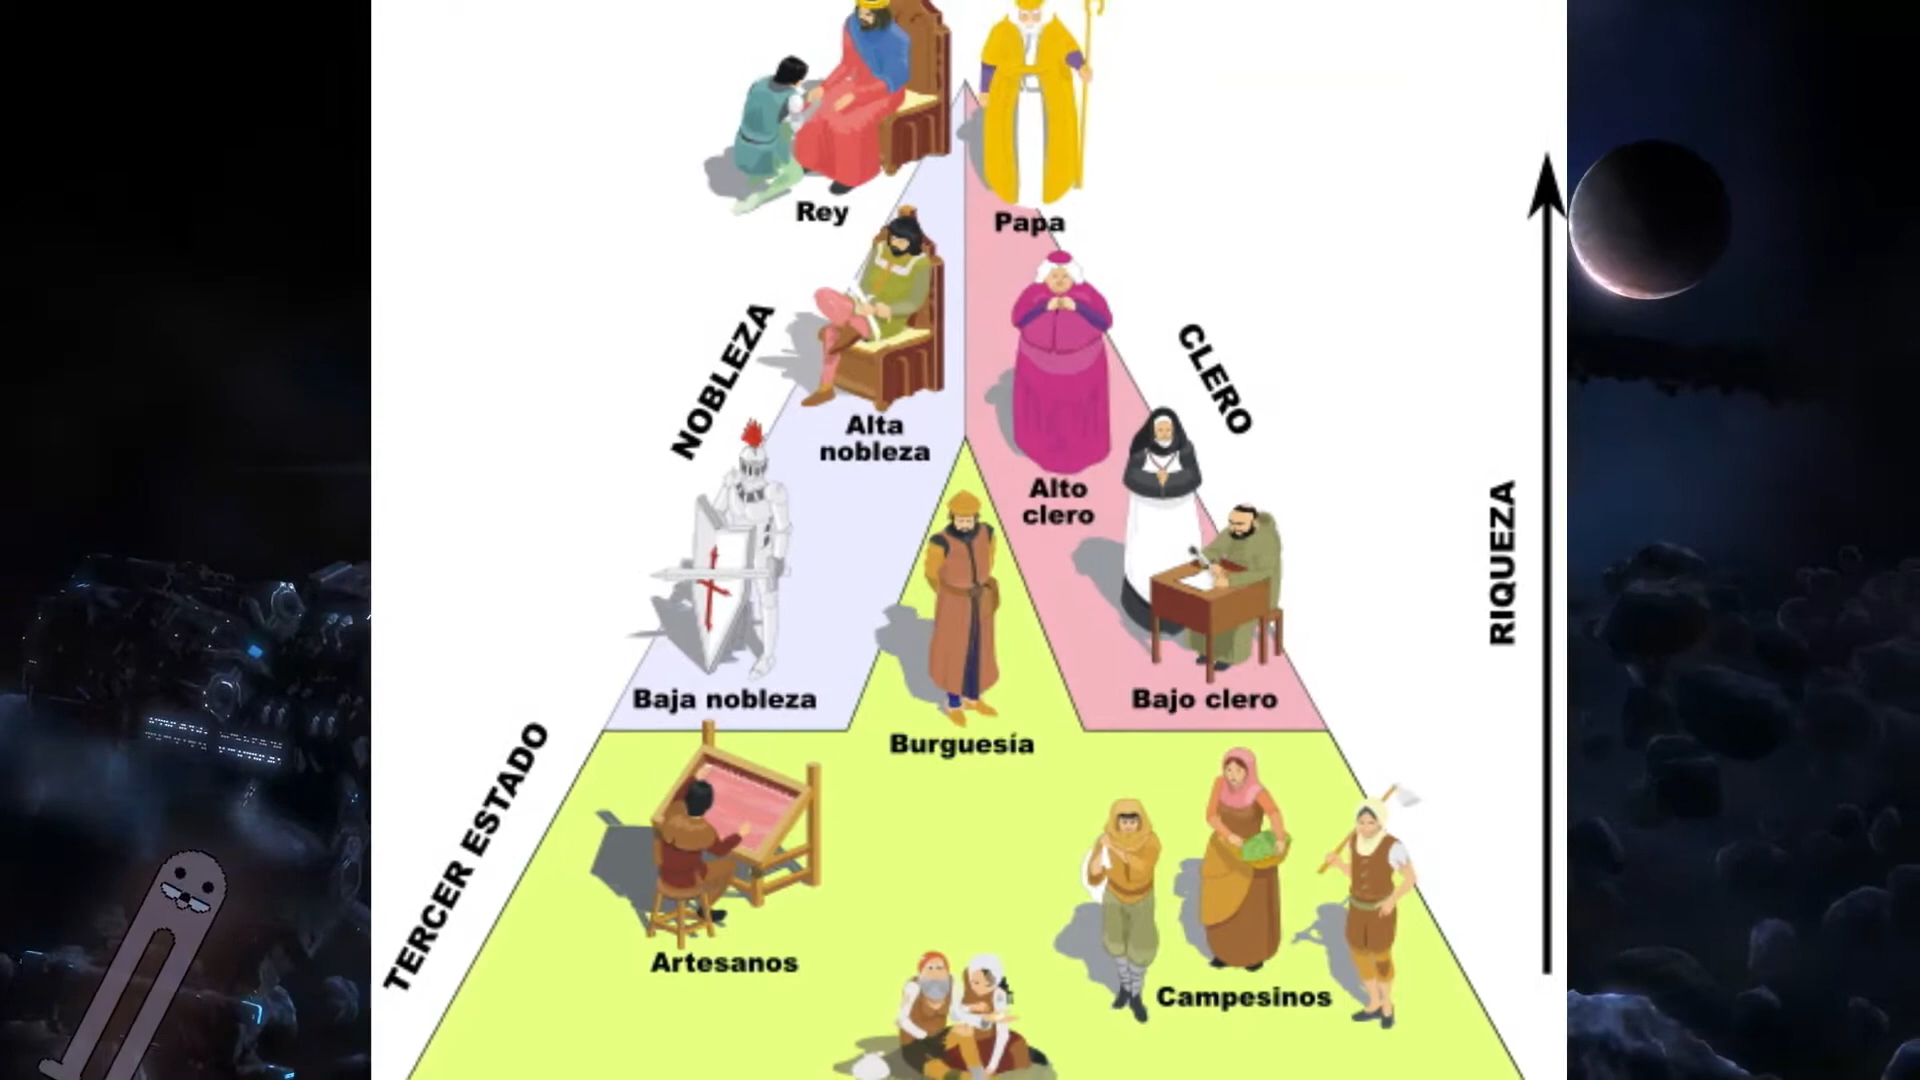 Rey
Papa
NOBLEZA
CLERO
Alta
nobleza
Alto
clero
RIQUEZA
Baja nobleza
Bajo clero
Burguesía
TERCER ESTADO
Artesanos
Campesinos